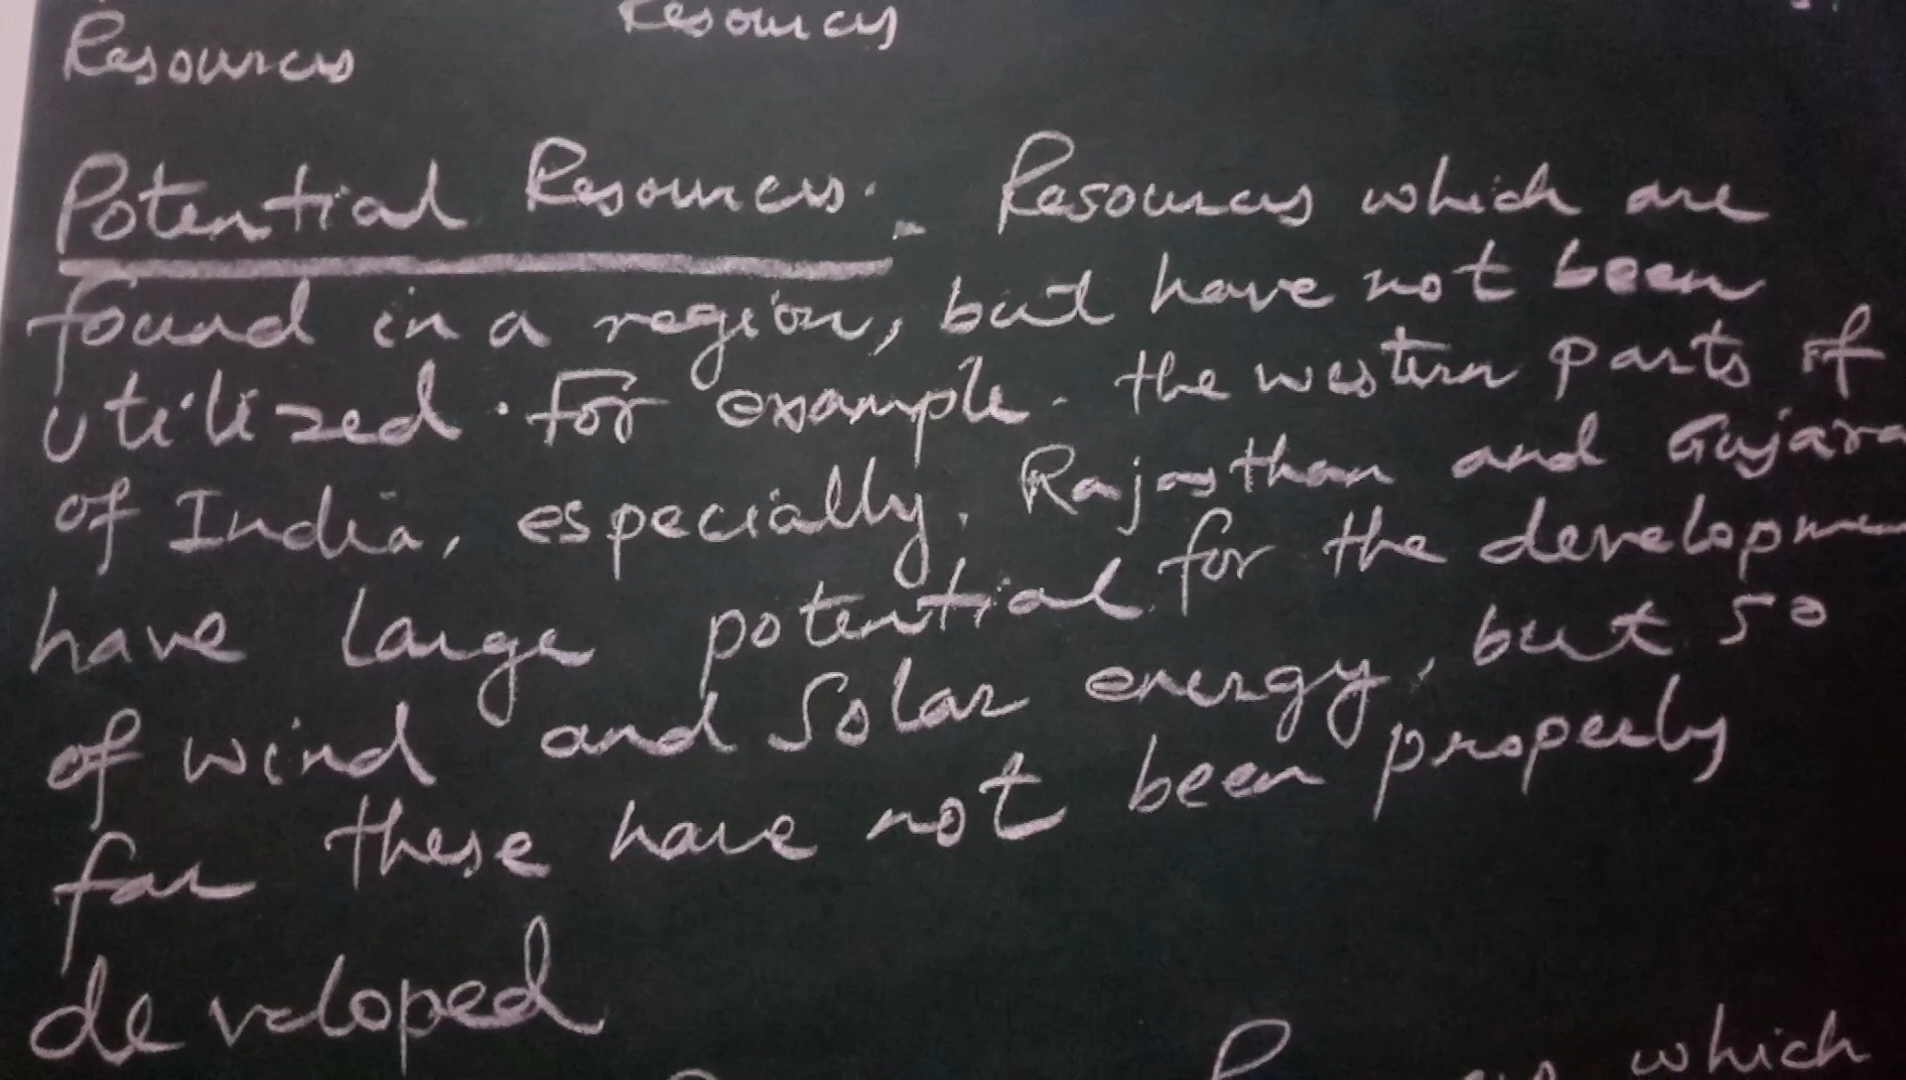 Resources Resources
Potential Resources:- Resources which are
found in a region, but have not been
utilized. For example- the western parts of
of India, especially, Rajasthan and Gujara
have large potential for the developme
of wind and Solar energy, but so
far these have not been properly
developed
which